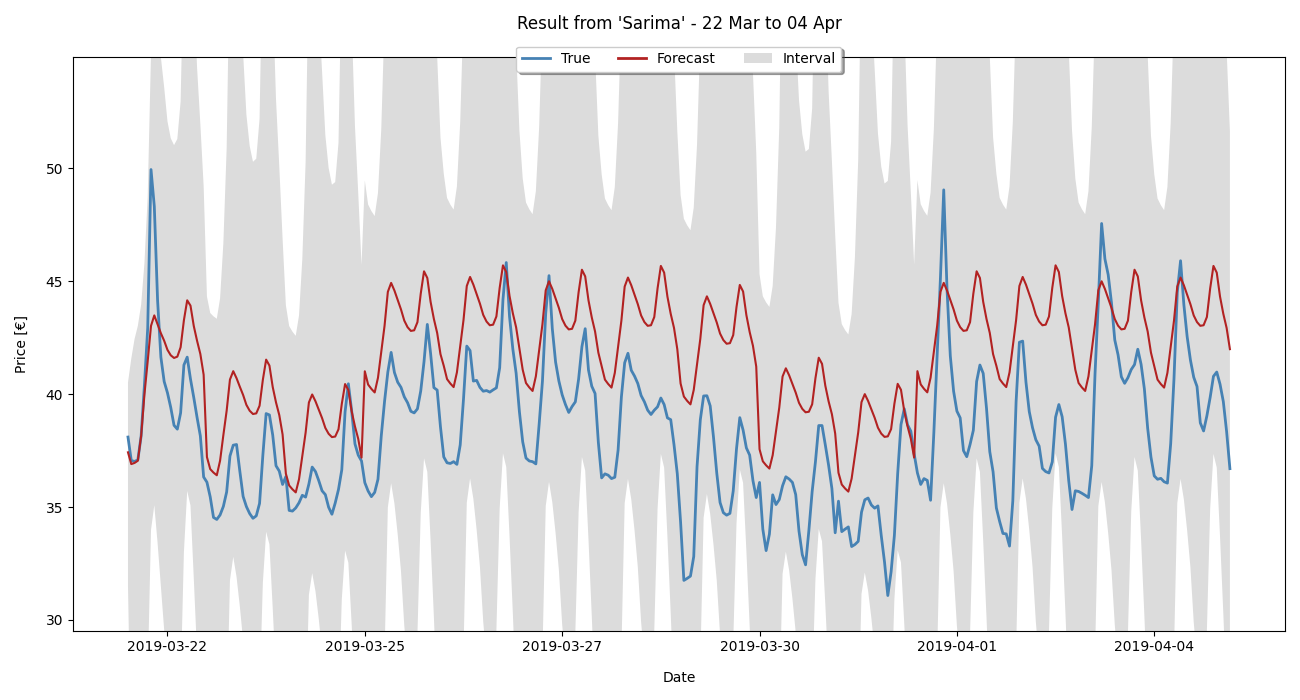 Result from 'Sarima' - 22 Mar to 04 Apr
True Forecast Interval
Price [€]
50
45
40
35
30
2019-03-22 2019-03-25 2019-03-27 2019-03-30 2019-04-01 2019-04-04
Date